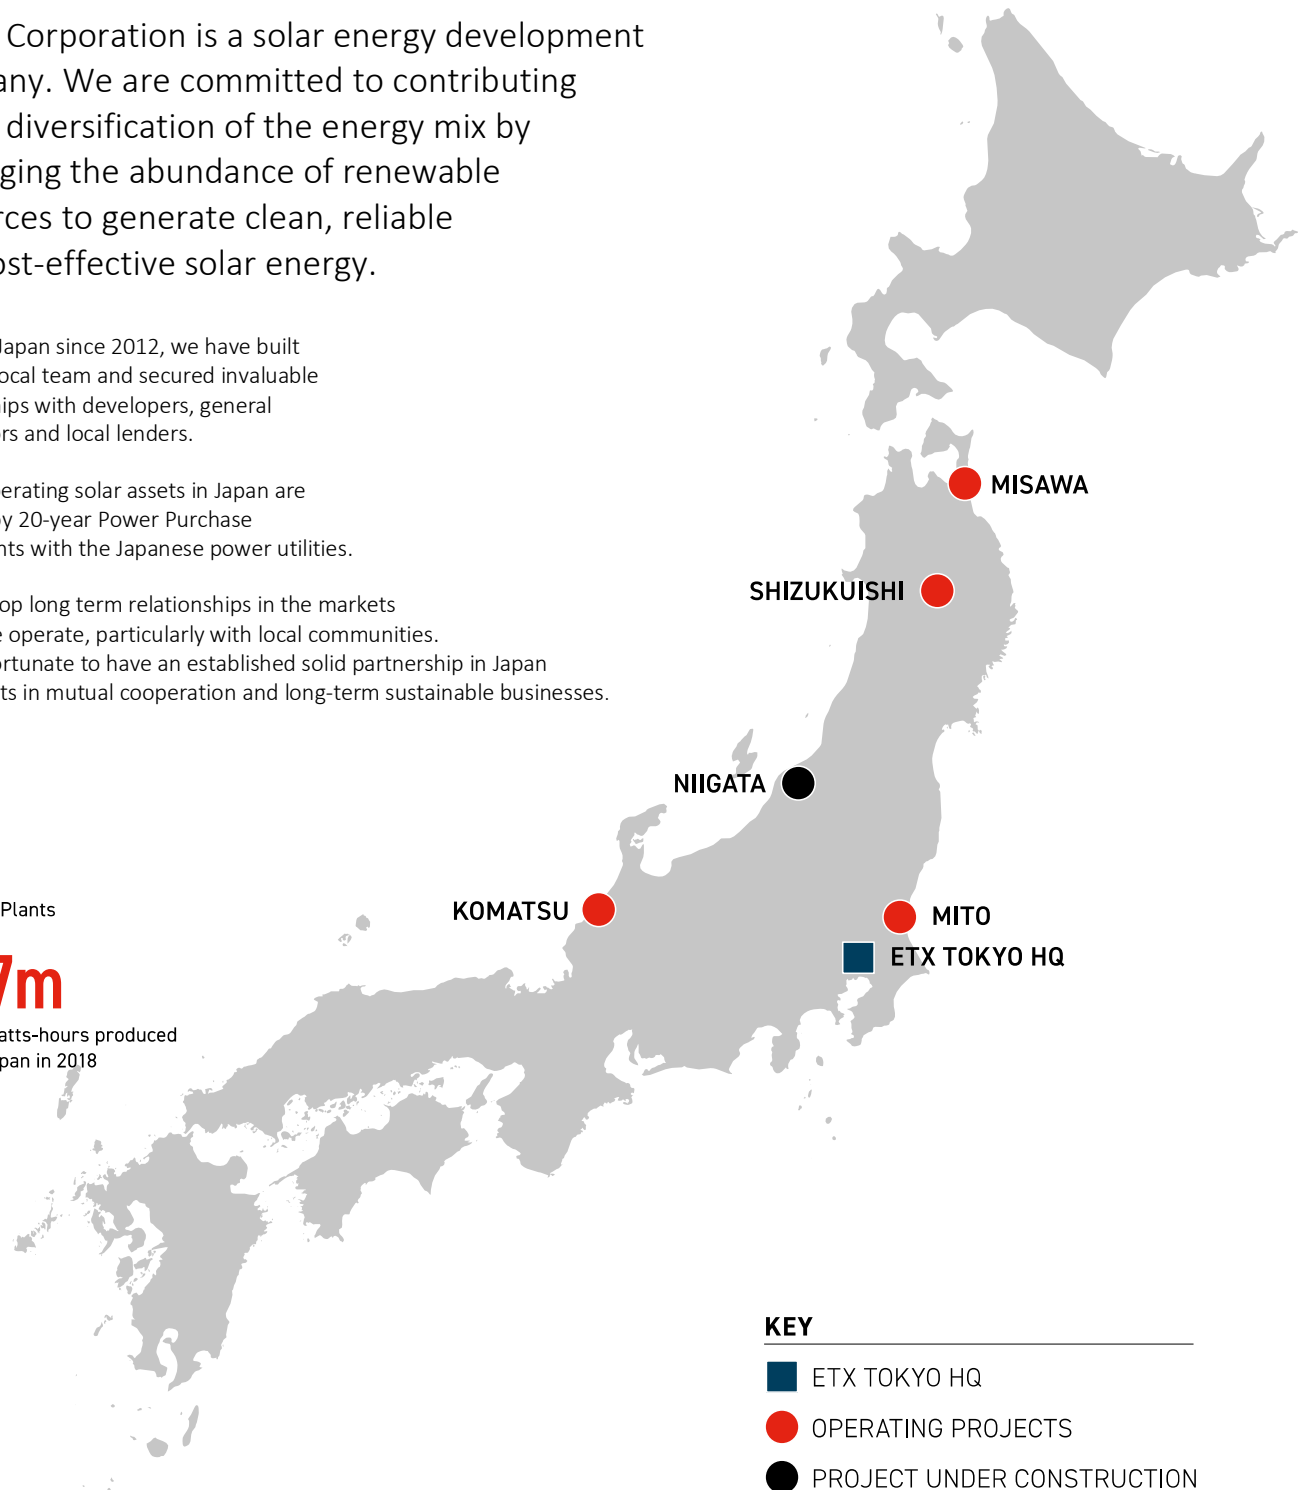 Corporation is a solar energy development
any. We are committed to contributing
diversification of the energy mix by
ging the abundance of renewable
rces to generate clean, reliable
ost-effective solar energy.
Japan since 2012, we have built
ocal team and secured invaluable
hips with developers, general
ors and local lenders.
erating solar assets in Japan are
by 20-year Power Purchase
nts with the Japanese power utilities.
op long term relationships in the markets
e operate, particularly with local communities.
ortunate to have an established solid partnership in Japan
ts in mutual cooperation and long-term sustainable businesses.
MISAWA
SHIZUKUISHI
NIIGATA
KOMATSU
MITO
ETX TOKYO HQ
Plants
7m
atts-hours produced
pan in 2018
KEY
ETX TOKYO HQ
OPERATING PROJECTS
PROJECT UNDER CONSTRUCTION